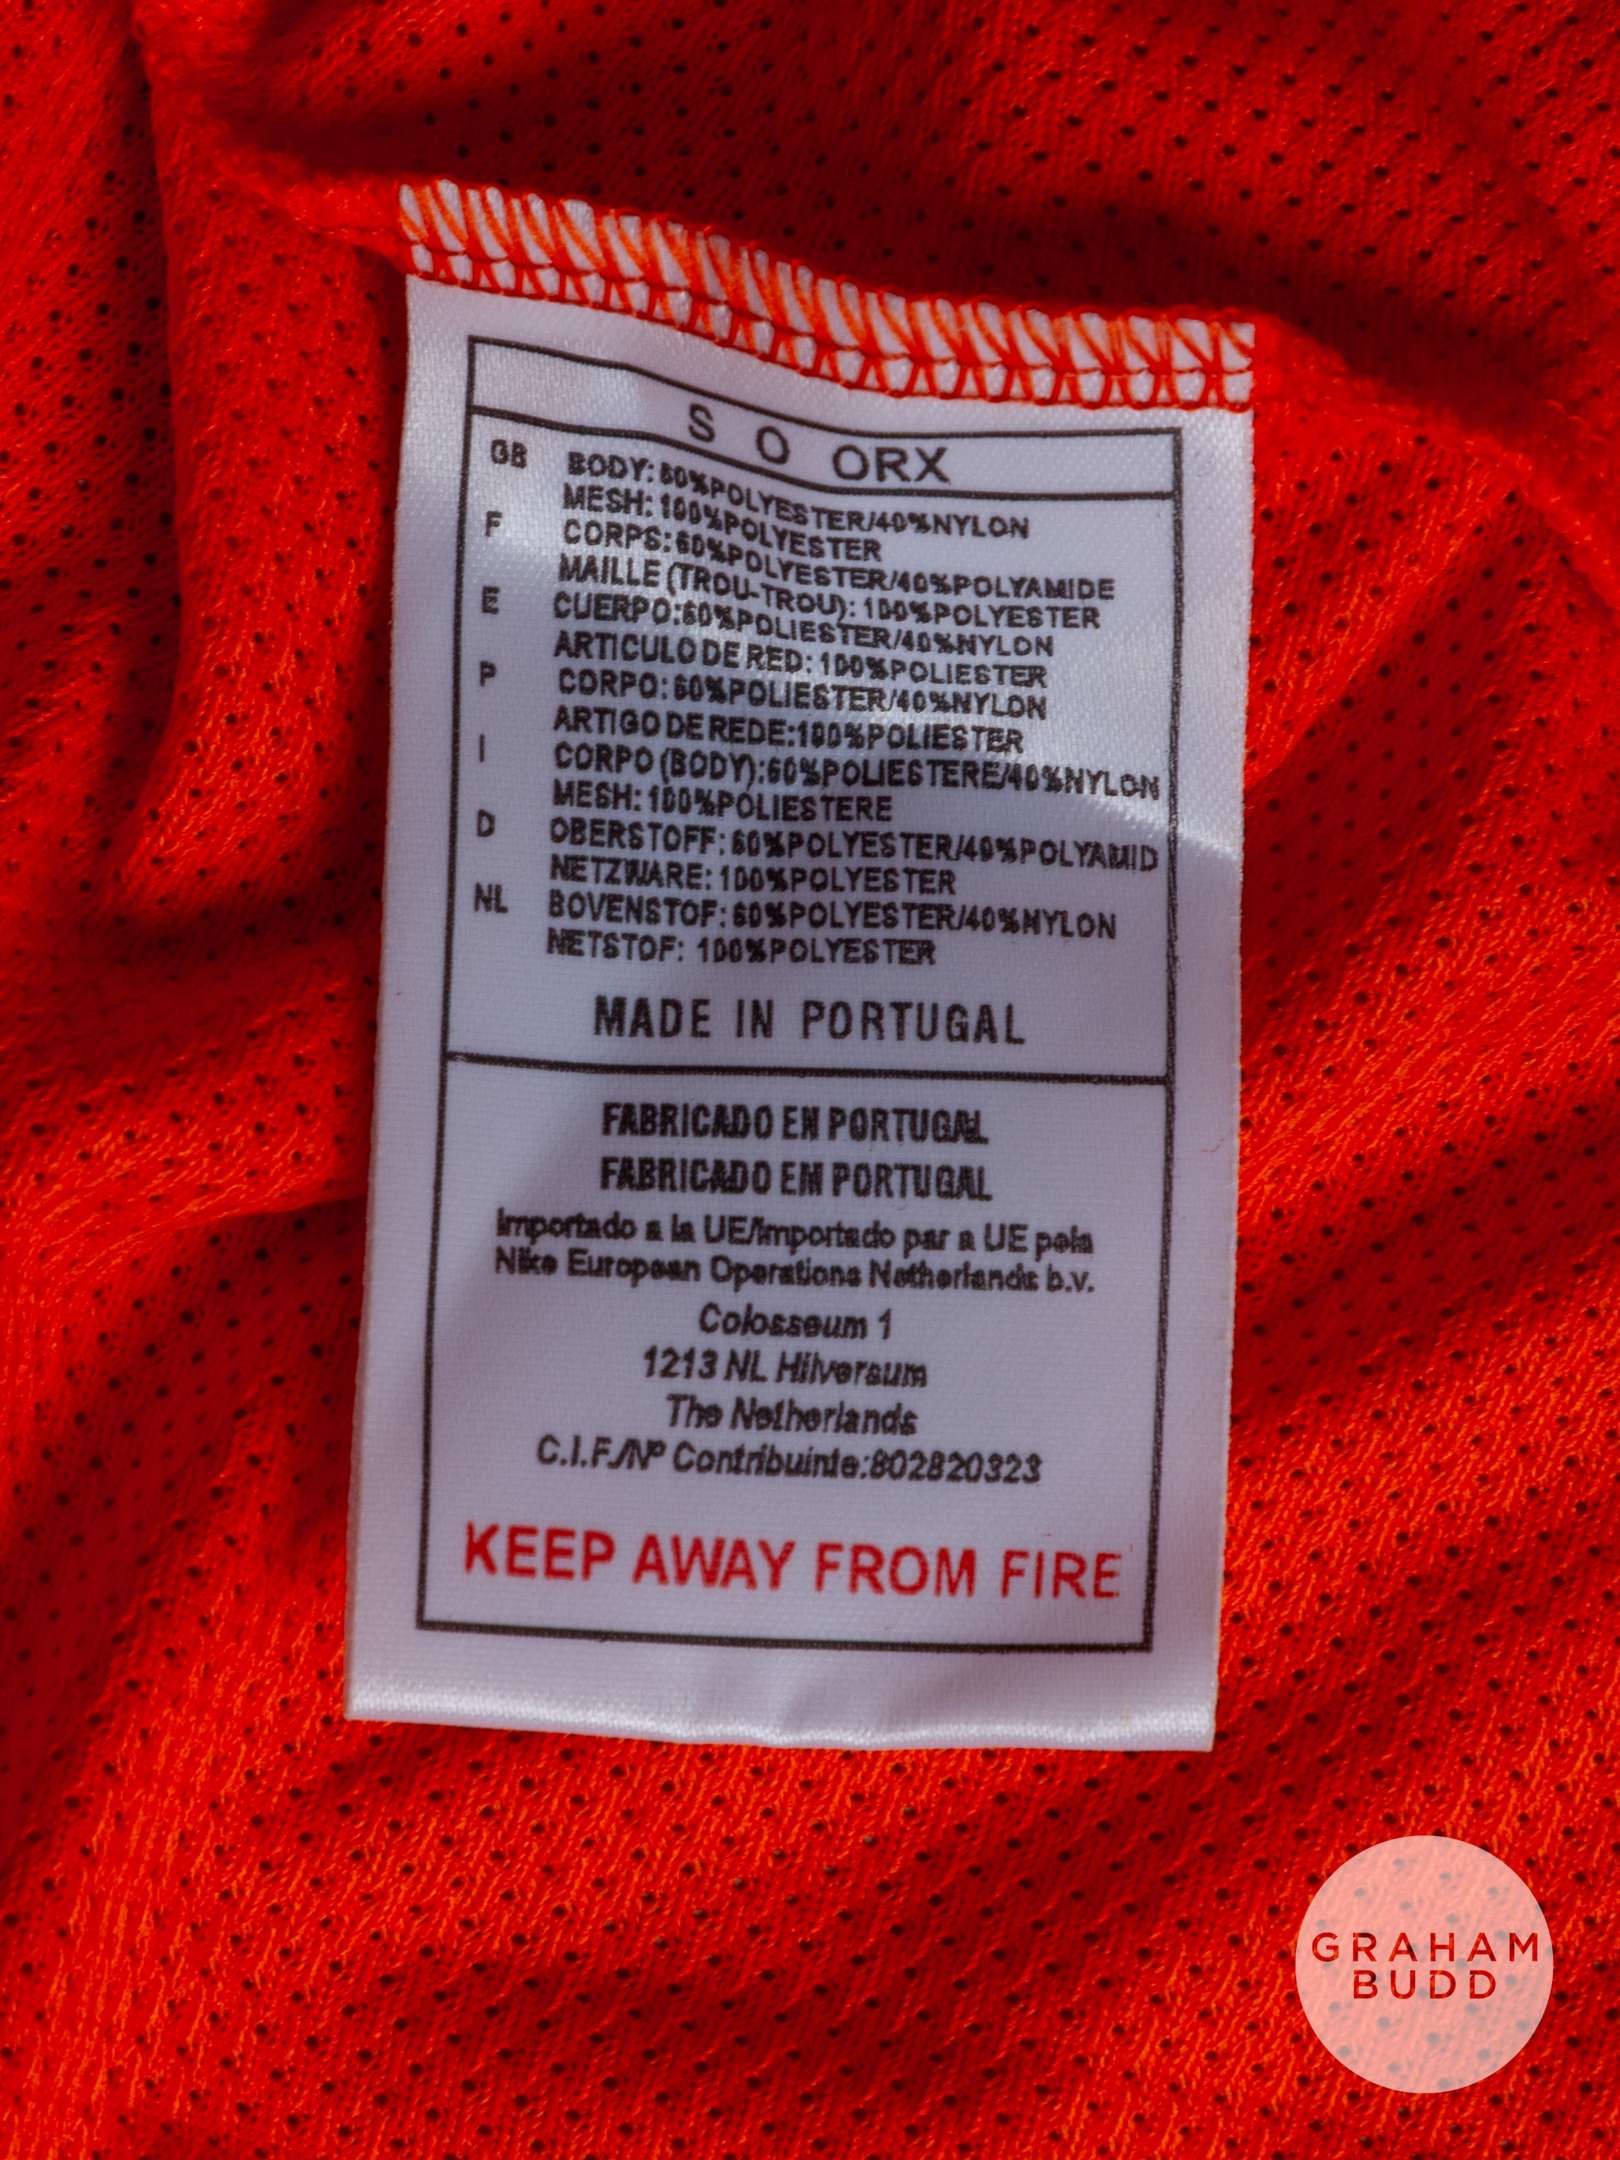 S O ORX
GB BODY: 60%POLYESTER/40%NYLON
MESH: 100%POLYESTER
F CORPS: 60%POLYESTER/40%POLYAMIDE
MAILLE (TROU-TROU): 100%POLYESTER
E CUERPO:60%POLIESTER/40%NYLON
ARTICULO DE RED: 100%POLIESTER
P CORPO: 60%POLIESTER/40%NYLON
ARTIGO DE REDE:100%POLIESTER
I CORPO (BODY):60%POLIESTERE/40%NYLON
MESH: 100%POLIESTERE
D OBERSTOFF: 60%POLYESTER/40%POLYAMID
NETZWARE: 100%POLYESTER
NL BOVENSTOF: 60%POLYESTER/40%NYLON
NETSTOF: 100%POLYESTER
MADE IN PORTUGAL
FABRICADO EN PORTUGAL
FABRICADO EM PORTUGAL
Importado a la UE/Importado par a UE pela
Nike European Operations Netherlands b.v.
Colosseum 1
1213 NL Hilversum
The Netherlands
C.I.F./Nº Contribuinte:802820323
KEEP AWAY FROM FIRE
GRAHAM
BUDD